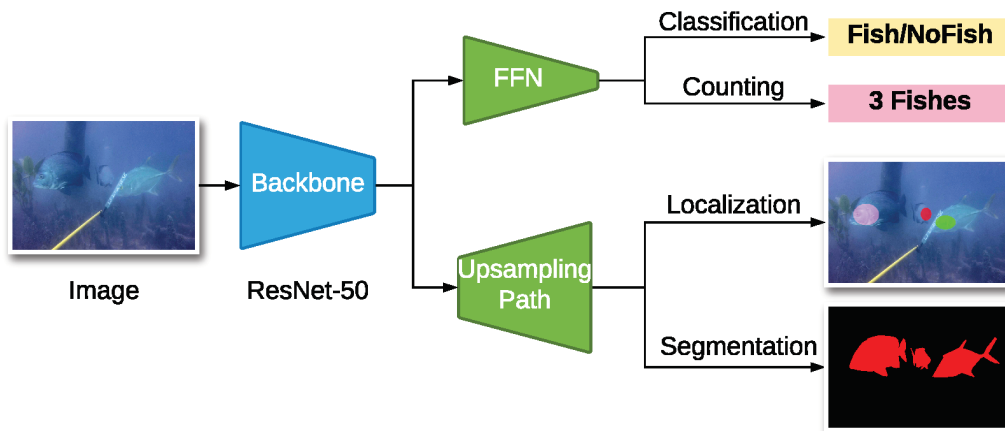 Image
Backbone
ResNet-50
FFN
Classification
Counting
Fish/NoFish
3 Fishes
Upsampling
Path
Localization
Segmentation